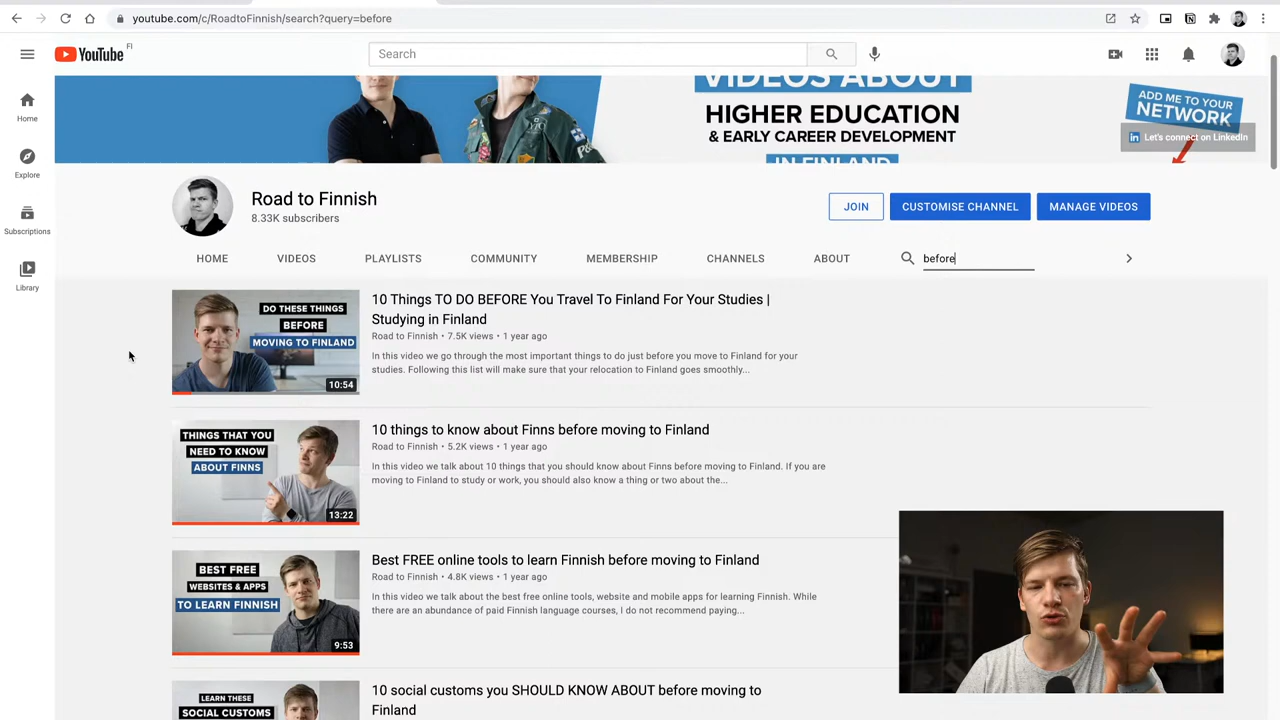 youtube.com/c/RoadtoFinnish/search?query=before
YouTube FI
Search
Home
Explore
Subscriptions
Library
VIDEOS ABOUT
HIGHER EDUCATION
& EARLY CAREER DEVELOPMENT
IN FINLAND
ADD ME TO YOUR
NETWORK
in Let's connect on LinkedIn
Road to Finnish
8.33K subscribers
JOIN
CUSTOMISE CHANNEL
MANAGE VIDEOS
HOME VIDEOS PLAYLISTS COMMUNITY MEMBERSHIP CHANNELS ABOUT before
DO THESE THINGS
BEFORE
MOVING TO FINLAND
10:54
10 Things TO DO BEFORE You Travel To Finland For Your Studies |
Studying in Finland
Road to Finnish • 7.5K views • 1 year ago
In this video we go through the most important things to do just before you move to Finland for your
studies. Following this list will make sure that your relocation to Finland goes smoothly...
THINGS THAT YOU
NEED TO KNOW
ABOUT FINNS
13:22
10 things to know about Finns before moving to Finland
Road to Finnish • 5.2K views • 1 year ago
In this video we talk about 10 things that you should know about Finns before moving to Finland. If you are
moving to Finland to study or work, you should also know a thing or two about the...
BEST FREE
WEBSITES & APPS
TO LEARN FINNISH
9:53
Best FREE online tools to learn Finnish before moving to Finland
Road to Finnish • 4.8K views • 1 year ago
In this video we talk about the best free online tools, website and mobile apps for learning Finnish. While
there are an abundance of paid Finnish language courses, I do not recommend paying...
LEARN THESE
SOCIAL CUSTOMS
10 social customs you SHOULD KNOW ABOUT before moving to
Finland